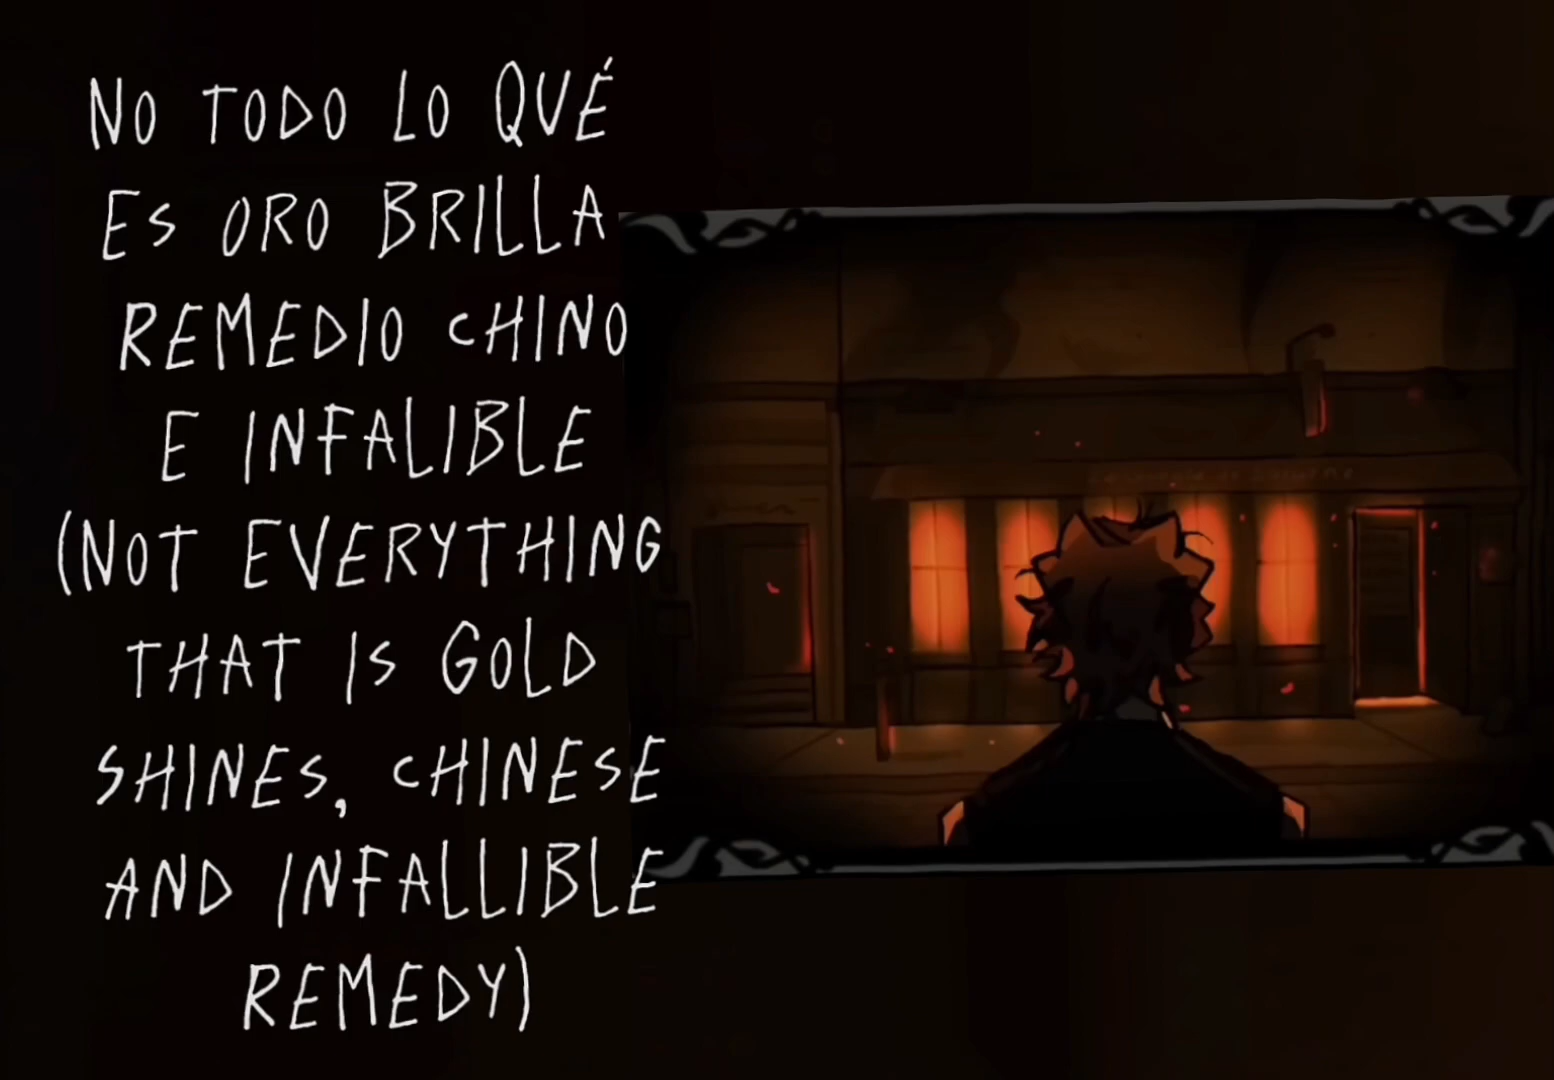 NO TODO LO QUÉ
ES ORO BRILLA
REMEDIO CHINO
E INFALIBLE
(NOT EVERYTHING
THAT IS GOLD
SHINES, CHINESE
AND INFALLIBLE
REMEDY)